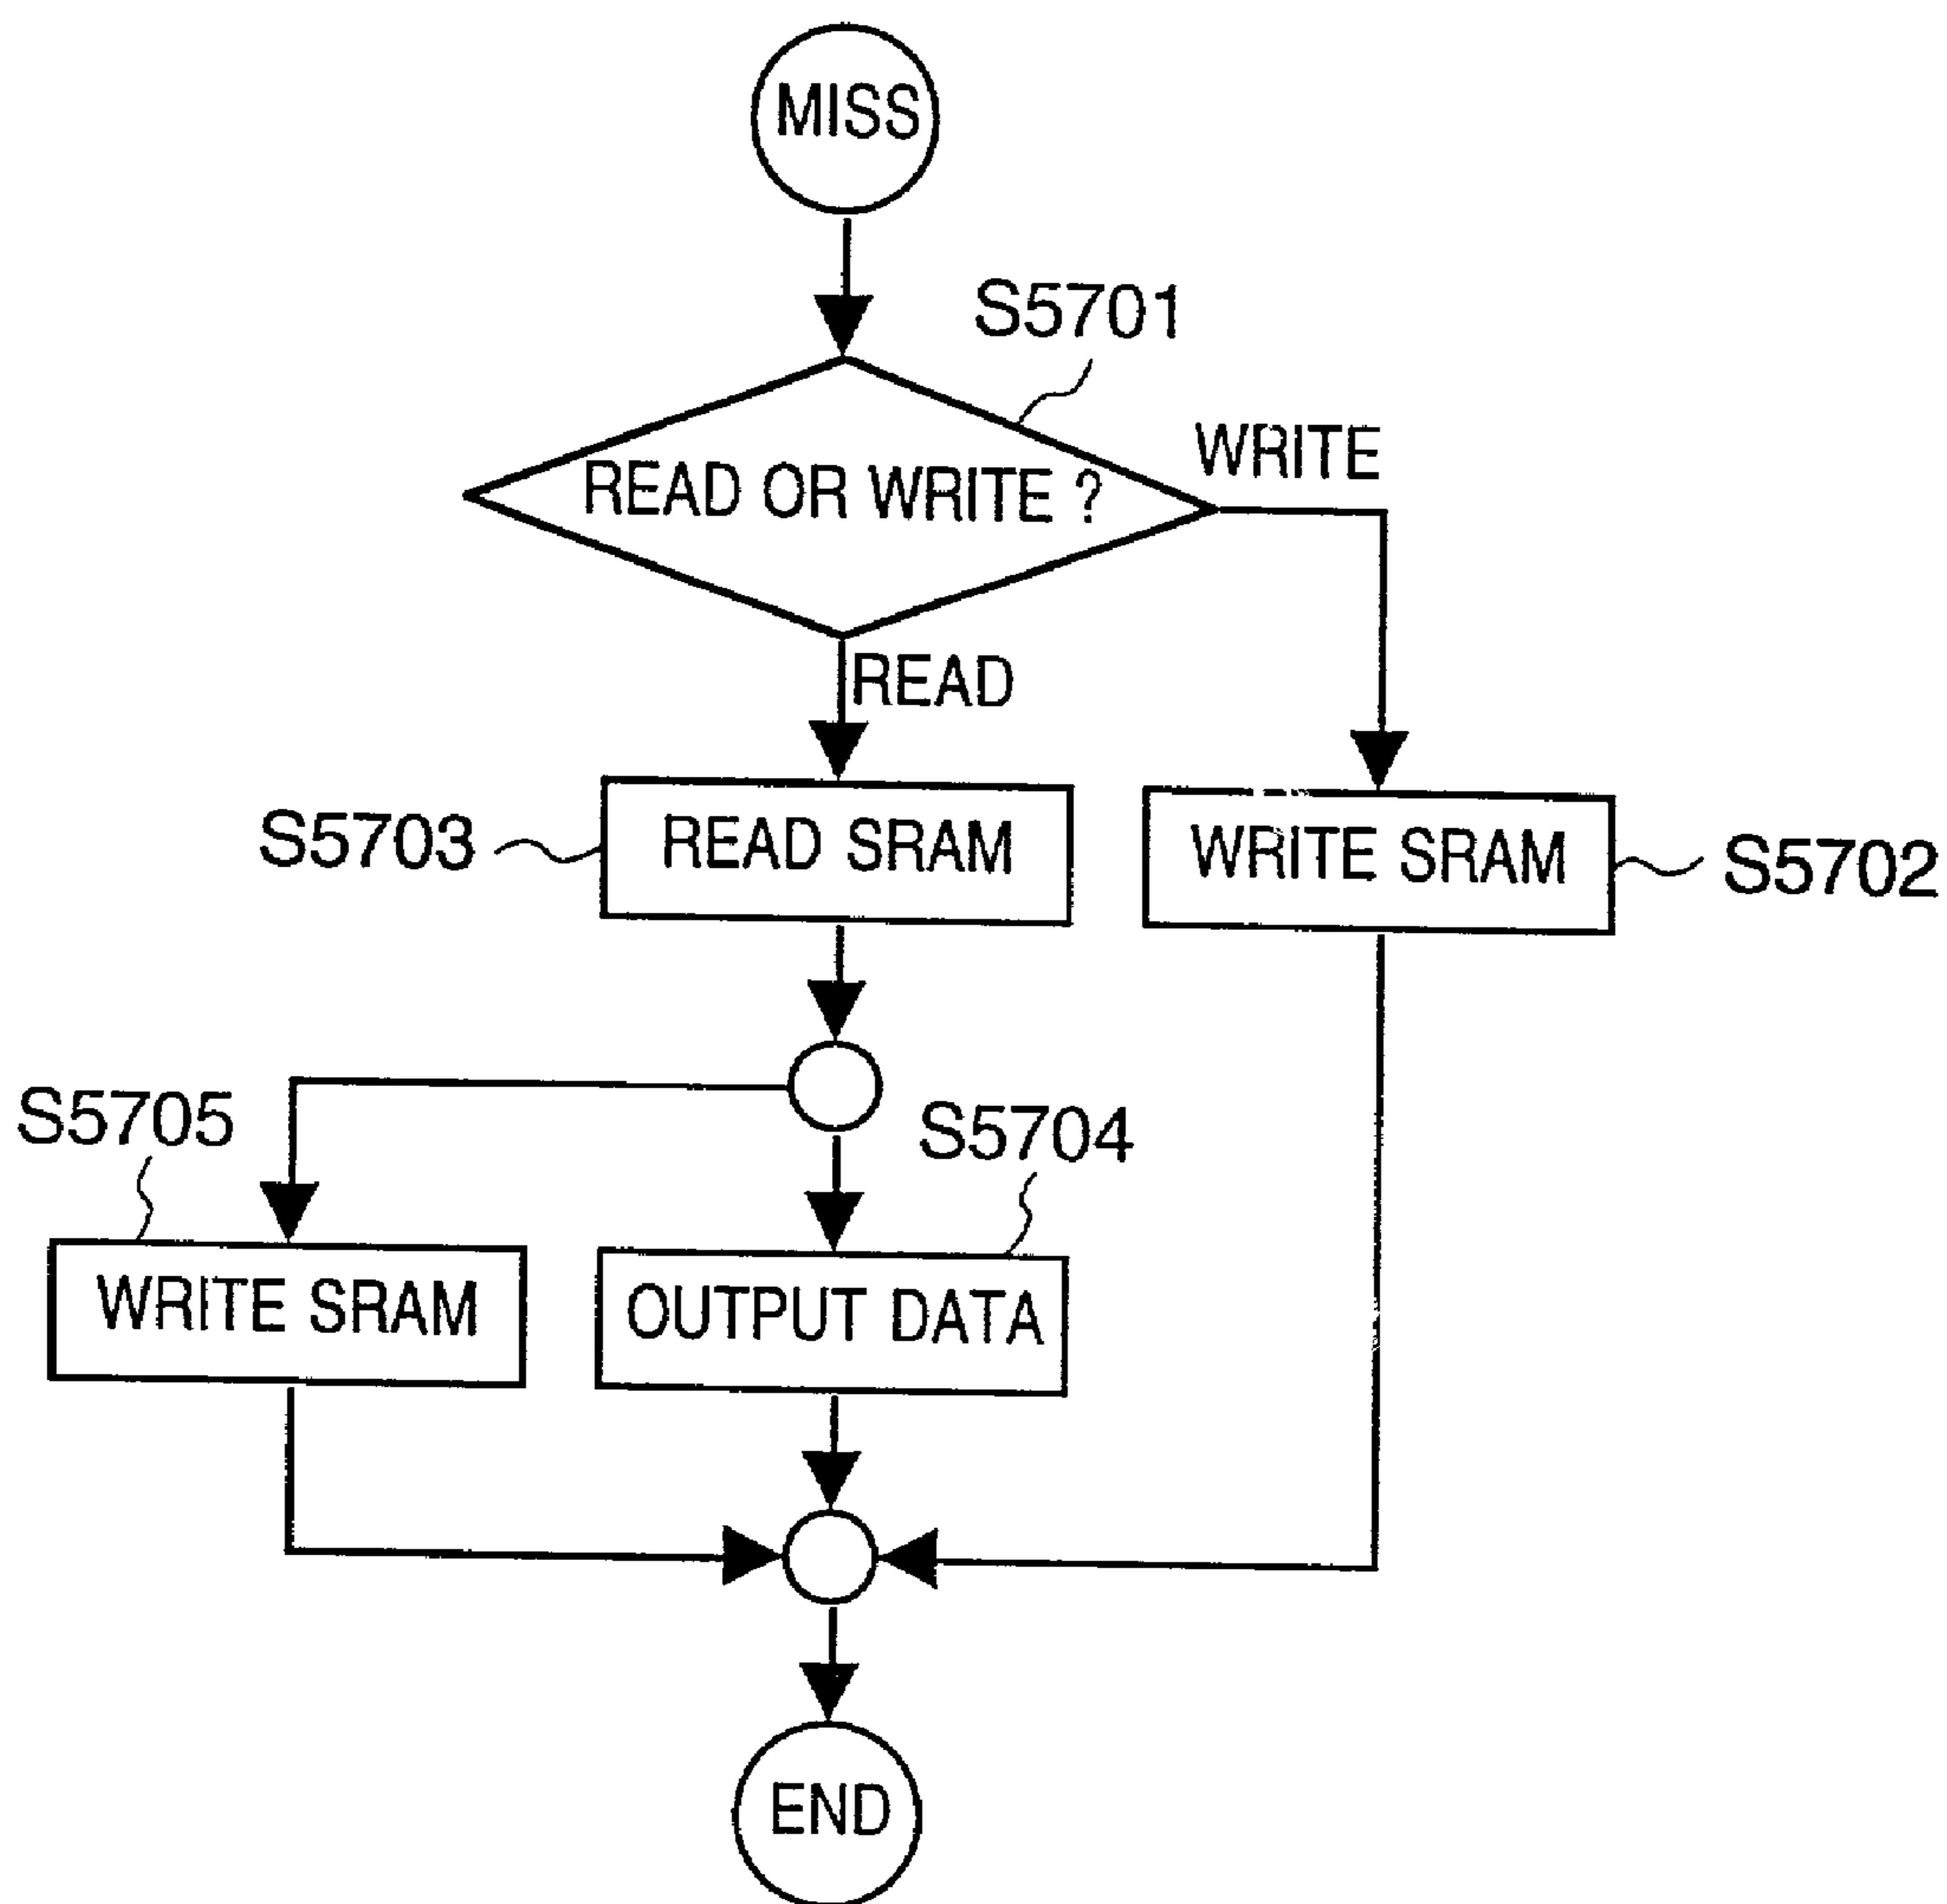 MISS
S5701
WRITE
READ OR WRITE ?
READ
S5703
READ SRAM
WRITE SRAM
S5702
S5705
S5704
WRITE SRAM
OUTPUT DATA
END